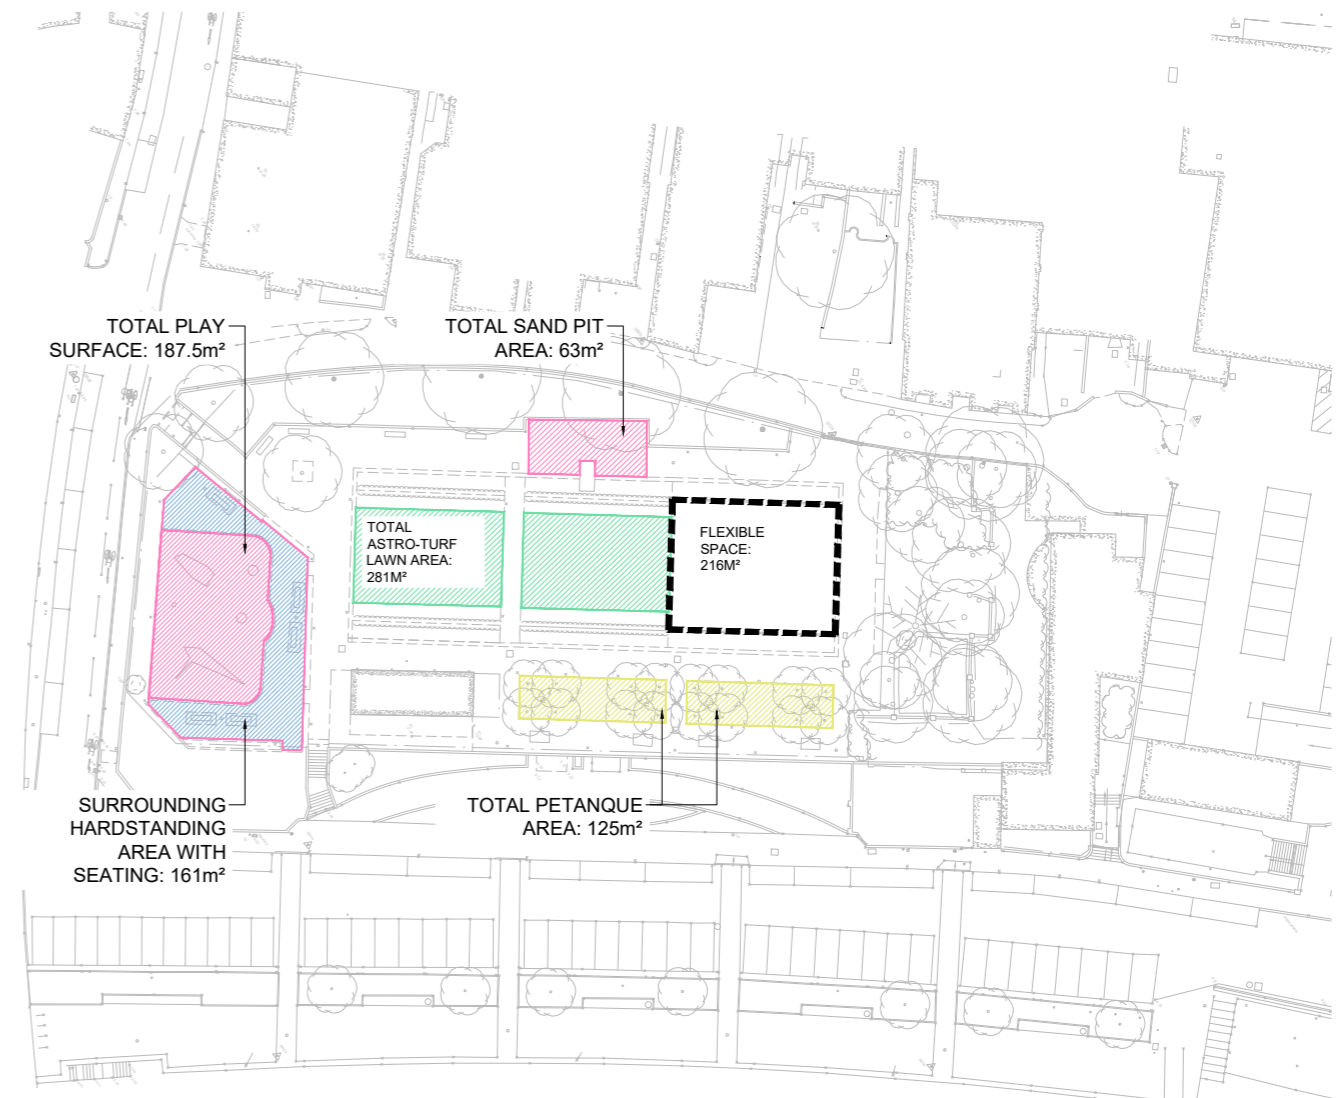 TOTAL PLAY
SURFACE: 187.5m²
TOTAL SAND PIT
AREA: 63m²
TOTAL
ASTRO-TURF
LAWN AREA:
281M²
FLEXIBLE
SPACE:
216M²
SURROUNDING
HARDSTANDING
AREA WITH
SEATING: 161m²
TOTAL PETANQUE
AREA: 125m²